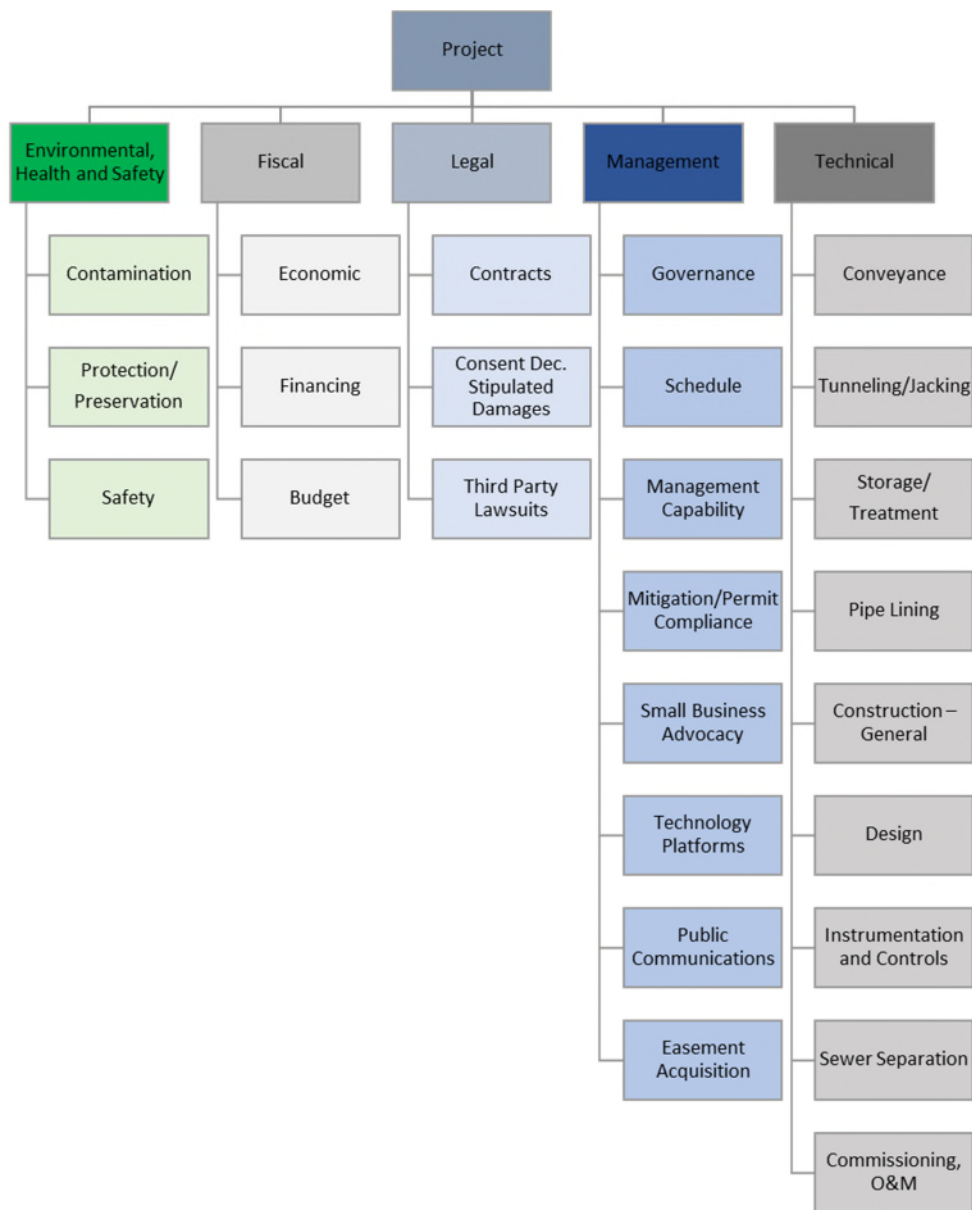 Project
Environmental,
Health and Safety
Fiscal
Legal
Management
Technical
Contamination
Economic
Contracts
Governance
Conveyance
Protection/
Preservation
Financing
Consent Dec.
Stipulated
Damages
Schedule
Tunneling/Jacking
Safety
Budget
Third Party
Lawsuits
Management
Capability
Storage/
Treatment
Mitigation/Permit
Compliance
Pipe Lining
Small Business
Advocacy
Construction –
General
Technology
Platforms
Design
Public
Communications
Instrumentation
and Controls
Easement
Acquisition
Sewer Separation
Commissioning,
O&M